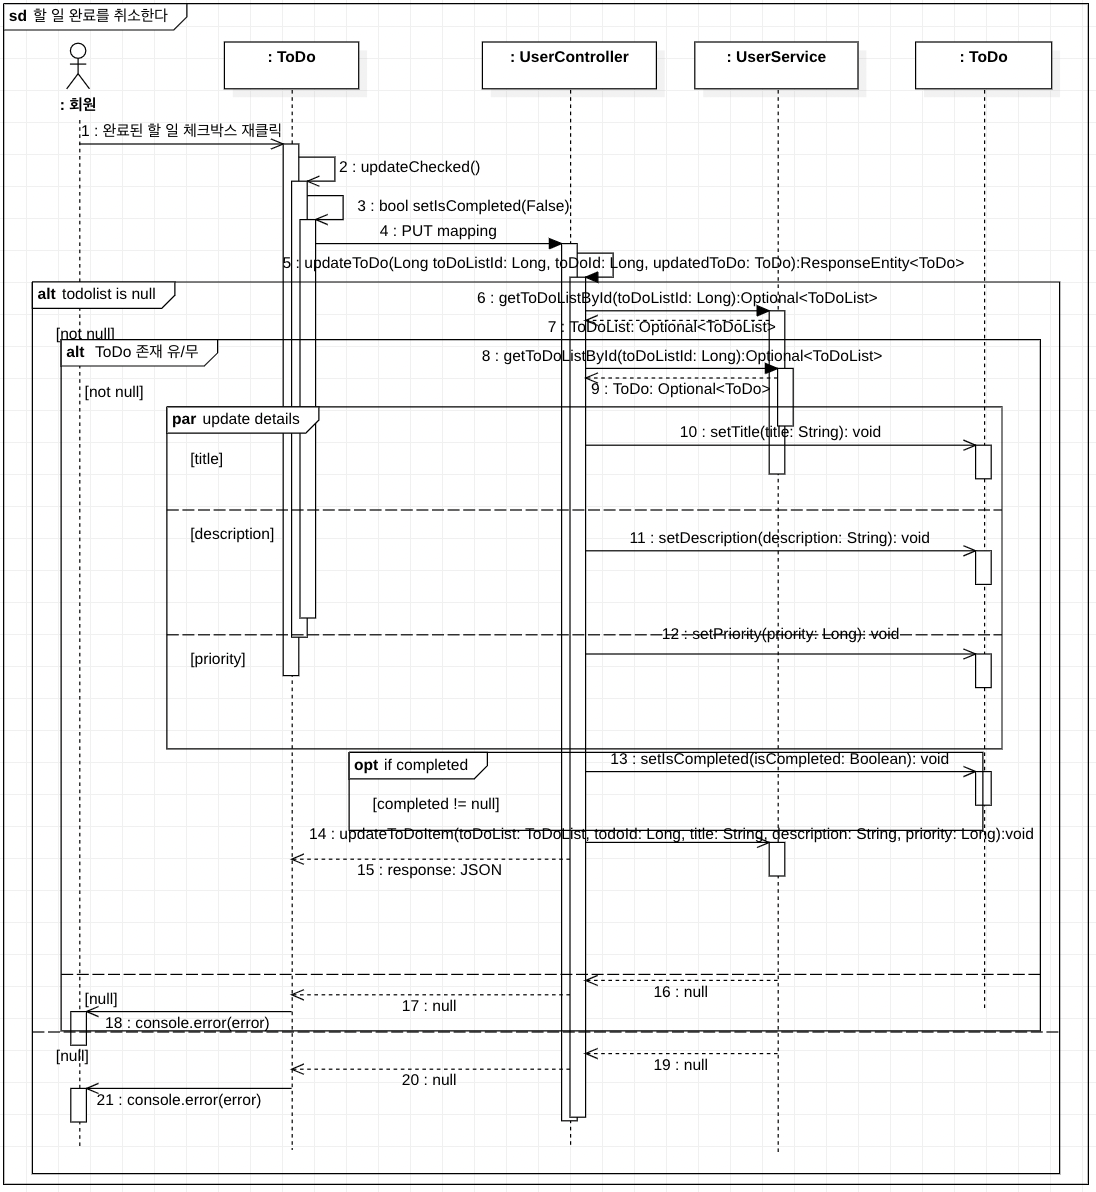 sd 할 일 완료를 취소한다
: ToDo
: UserController
: UserService
: ToDo
: 회원
1 : 완료된 할 일 체크박스 재클릭
2 : updateChecked()
3 : bool setIsCompleted(False)
4 : PUT mapping
5 : updateToDo(Long toDoListId: Long, toDoId: Long, updatedToDo: ToDo):ResponseEntity<ToDo>
alt todolist is null
6 : getToDoListById(toDoListId: Long):Optional<ToDoList>
7 : ToDoList: Optional<ToDoList>
[not null]
alt ToDo 존재 유/무
8 : getToDoListById(toDoListId: Long):Optional<ToDoList>
[not null]
9 : ToDo: Optional<ToDo>
par update details
10 : setTitle(title: String): void
[title]
[description]
11 : setDescription(description: String): void
12 : setPriority(priority: Long): void
[priority]
opt if completed
13 : setIsCompleted(isCompleted: Boolean): void
[completed != null]
14 : updateToDoItem(toDoList: ToDoList, todoId: Long, title: String, description: String, priority: Long):void
15 : response: JSON
16 : null
[null]
17 : null
18 : console.error(error)
[null]
19 : null
20 : null
21 : console.error(error)